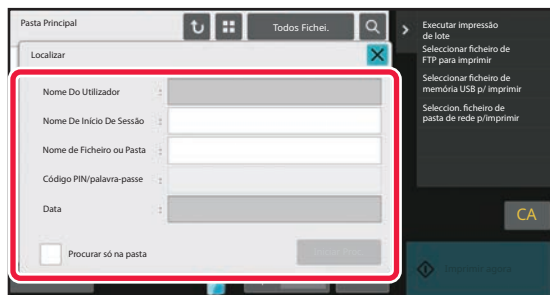 Pasta Principal
Todos Fichei.
Localizar
Nome Do Utilizador :
Nome De Início De Sessão :
Nome de Ficheiro ou Pasta :
Código PIN/palavra-passe :
Data :
Procurar só na pasta
Executar impressão
de lote
Seleccionar ficheiro de
FTP para imprimir
Seleccionar ficheiro de
memória USB p/ imprimir
Seleccion. ficheiro de
pasta de rede p/imprimir
CA
Imprimir agora